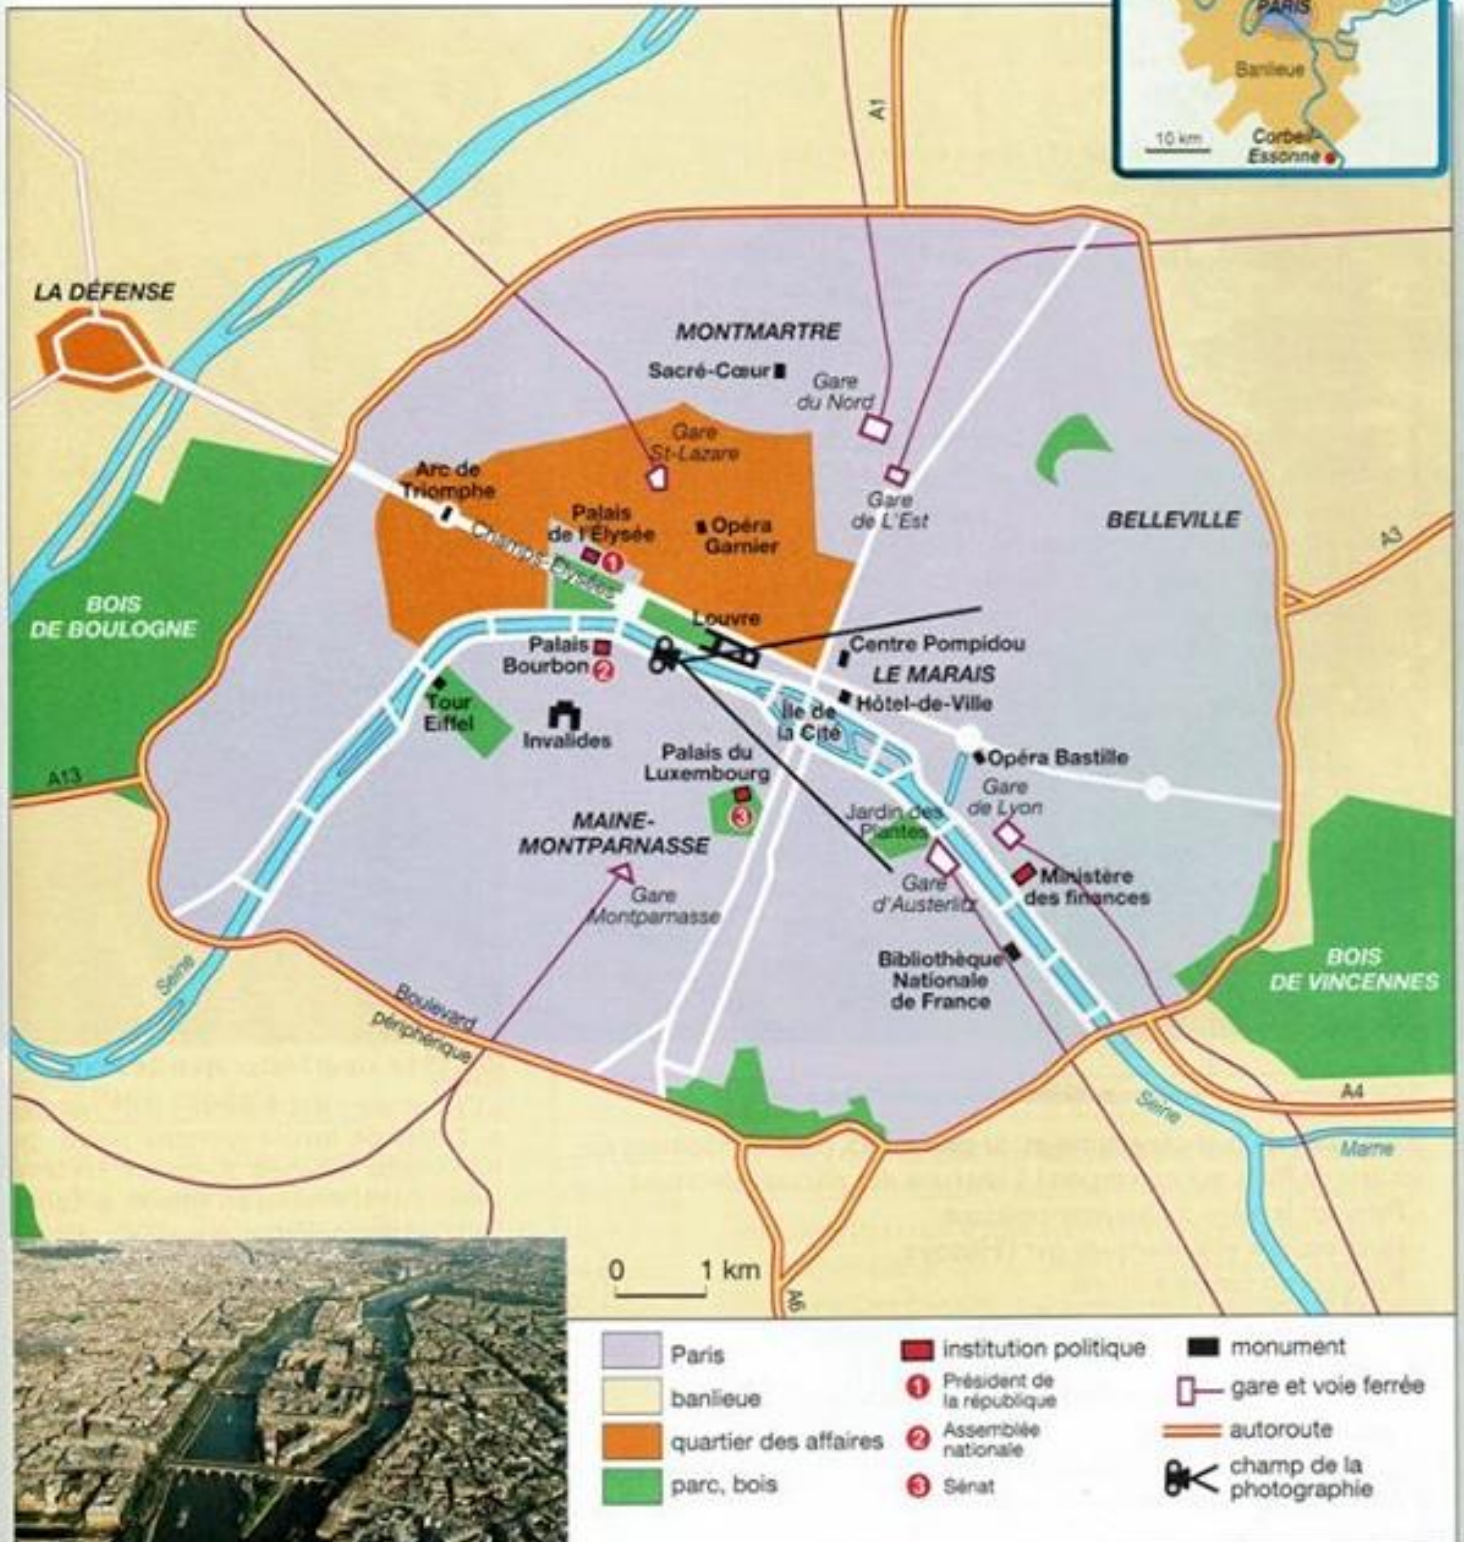 PARIS
Banlieue
10 km
Corbeil-
Essonne
A1
LA DÉFENSE
MONTMARTRE
Sacré-Cœur
Gare
du Nord
Gare
St-Lazare
Arc de
Triomphe
Gare
de L'Est
BELLEVILLE
A3
Palais
de l'Élysée
1
Opéra
Garnier
Champs-Élysées
BOIS
DE BOULOGNE
Louvre
Palais
Bourbon
2
Centre Pompidou
LE MARAIS
Hôtel-de-Ville
Tour
Eiffel
Invalides
Île de
la Cité
Palais du
Luxembourg
3
Opéra Bastille
A13
Gare
de Lyon
Jardin des
Plantes
MAINE-
MONTPARNASSE
Gare
Montparnasse
Gare
d'Austerlitz
Ministère
des finances
Bibliothèque
Nationale
de France
BOIS
DE VINCENNES
Seine
Boulevard
périphérique
A4
Seine
Marne
0 1 km
A6
Paris
banlieue
quartier des affaires
parc, bois
institution politique
1 Président de
la république
2 Assemblée
nationale
3 Sénat
monument
gare et voie ferrée
autoroute
champ de la
photographie